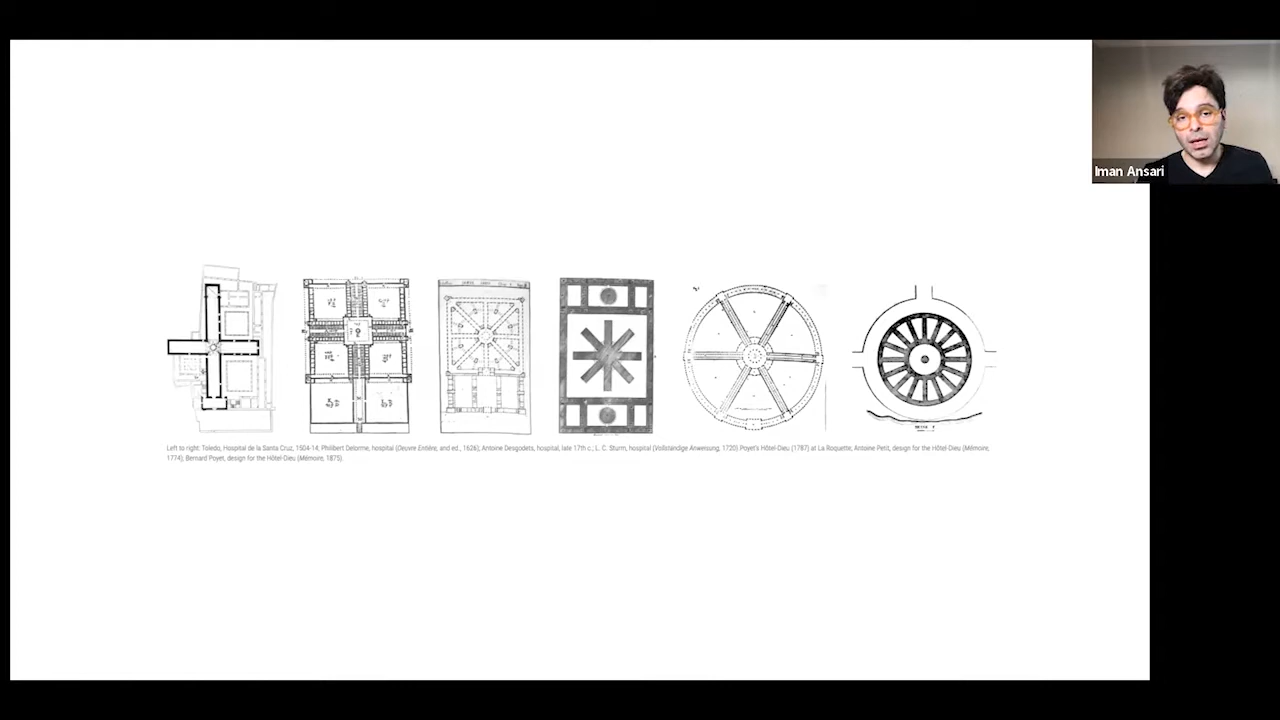 Iman Ansari
Left to right: Toledo, Hospital de la Santa Cruz, 1504-14; Philibert Delorme, hospital (Oeuvre Entière, and ed., 1626); Antoine Desgodets, hospital, late 17th c.; L. C. Sturm, hospital (Vollständige Anweisung, 1720) Poyet's Hôtel-Dieu (1787) at La Roquette; Antoine Petit, design for the Hôtel-Dieu (Mémoire,
1774); Bernard Poyet, design for the Hôtel-Dieu (Mémoire, 1875).